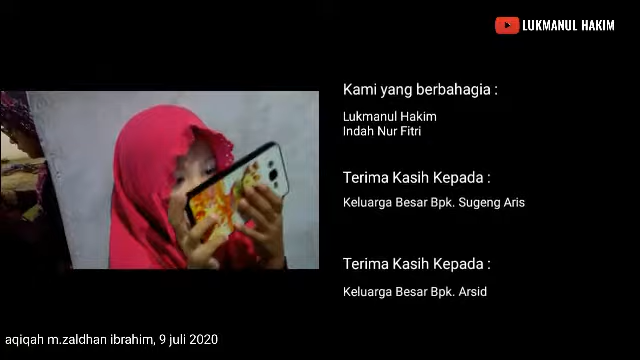 LUKMANUL HAKIM
Kami yang berbahagia :
Lukmanul Hakim
Indah Nur Fitri
Terima Kasih Kepada :
Keluarga Besar Bpk. Sugeng Aris
Terima Kasih Kepada :
Keluarga Besar Bpk. Arsid
aqiqah m.zaldhan ibrahim, 9 juli 2020